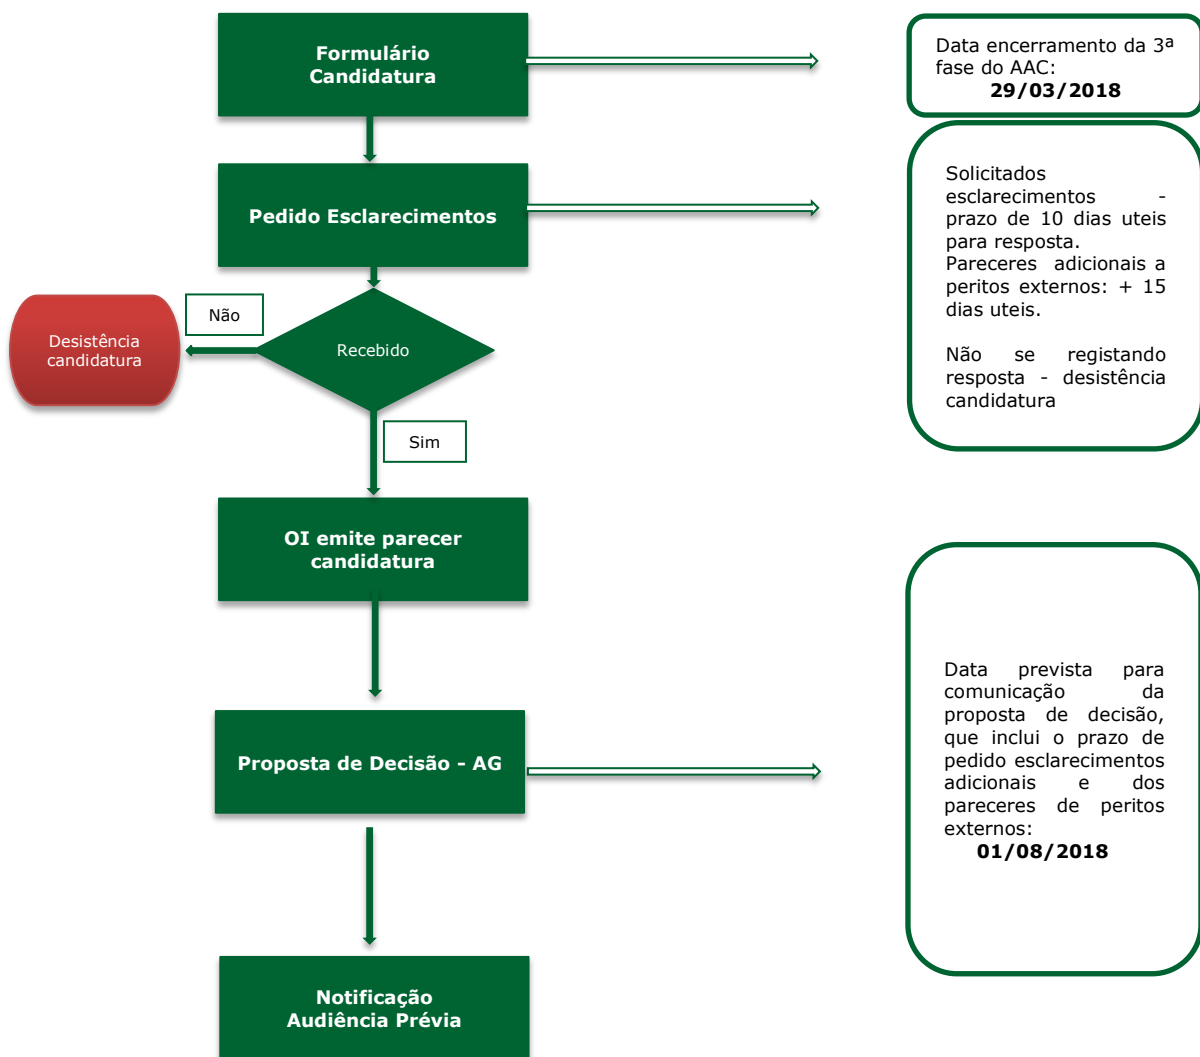 Formulário
Candidatura
Data encerramento da 3ª
fase do AAC:
29/03/2018
Pedido Esclarecimentos
Solicitados
esclarecimentos -
prazo de 10 dias uteis
para resposta.
Pareceres adicionais a
peritos externos: + 15
dias uteis.
Não se registando
resposta - desistência
candidatura
Não
Desistência
candidatura
Recebido
Sim
OI emite parecer
candidatura
Proposta de Decisão - AG
Data prevista para
comunicação da
proposta de decisão,
que inclui o prazo de
pedido esclarecimentos
adicionais e dos
pareceres de peritos
externos:
01/08/2018
Notificação
Audiência Prévia